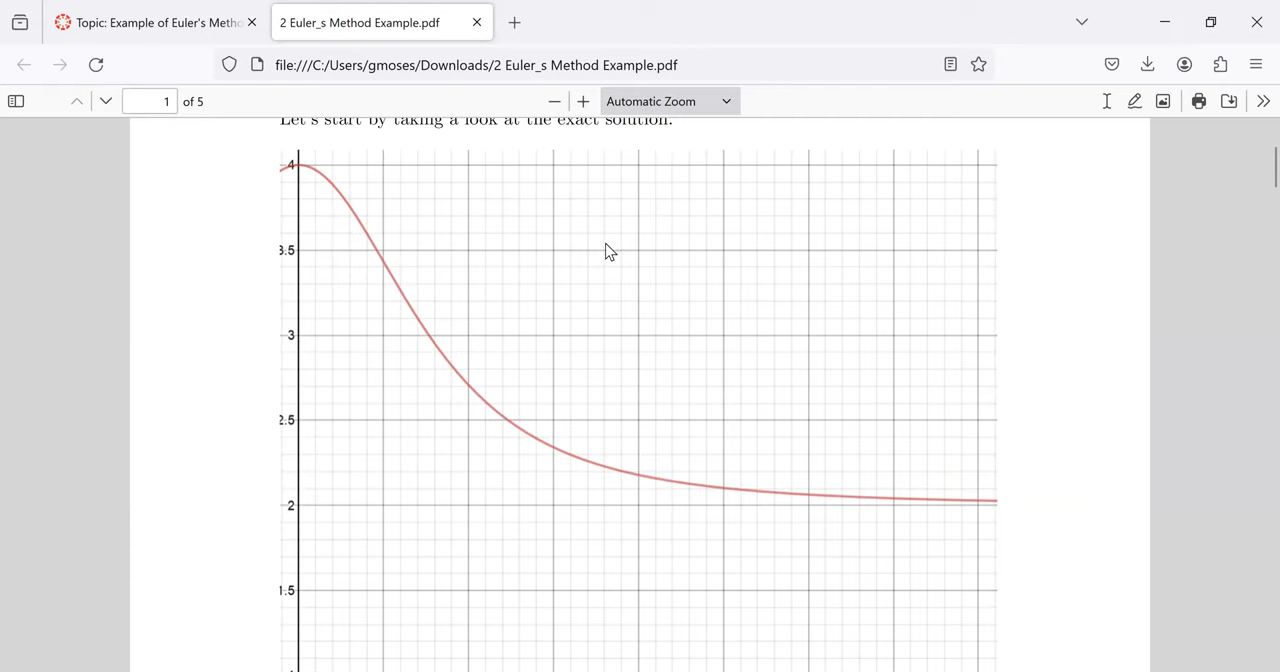 Topic: Example of Euler's Metho
2 Euler_s Method Example.pdf
file:///C:/Users/gmoses/Downloads/2 Euler_s Method Example.pdf
1 of 5
Automatic Zoom
Let's start by taking a look at the exact solution.
4
3.5
3
2.5
2
1.5